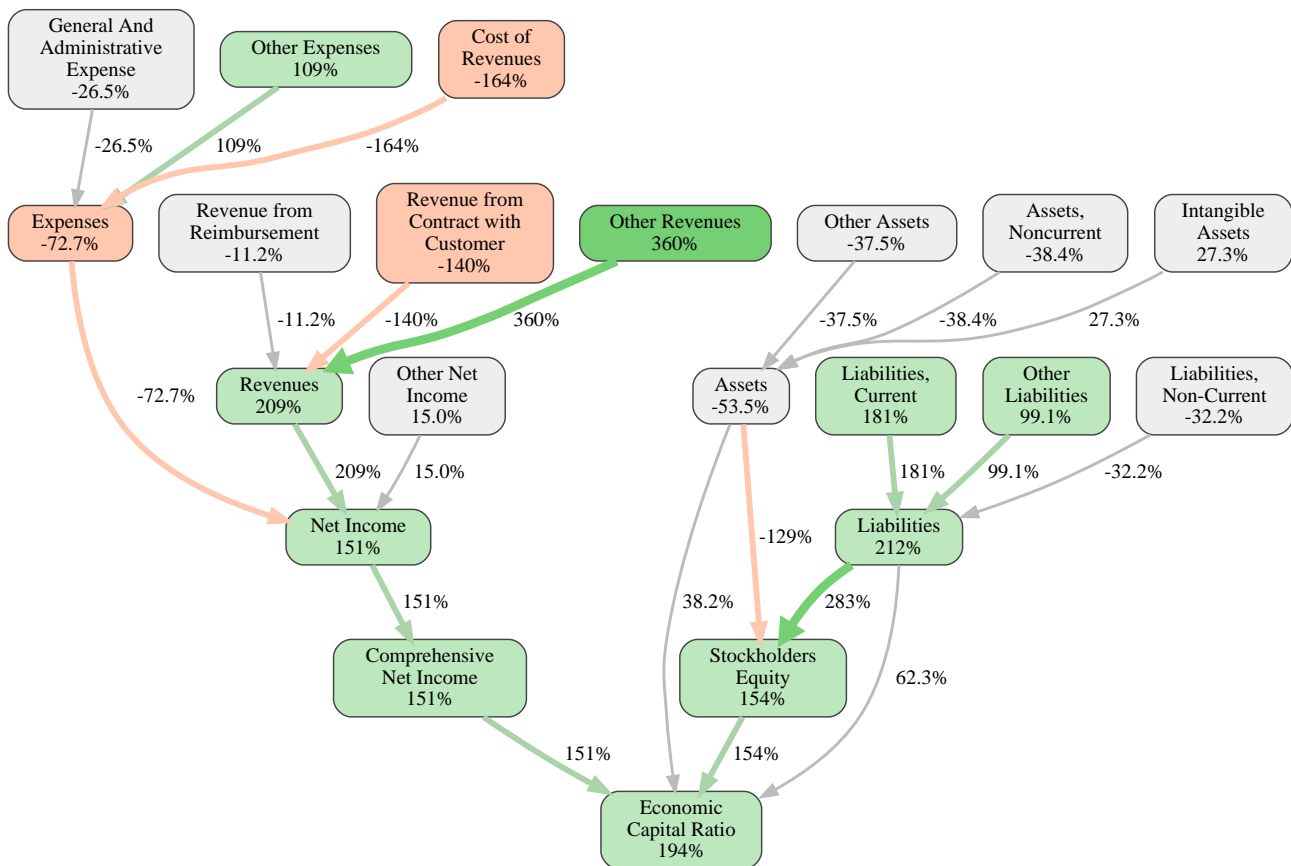 General And
Administrative
Expense
-26.5%
Other Expenses
109%
Cost of
Revenues
-164%
-26.5%
109%
-164%
Expenses
-72.7%
Revenue from
Reimbursement
-11.2%
Revenue from
Contract with
Customer
-140%
Other Revenues
360%
Other Assets
-37.5%
Assets,
Noncurrent
-38.4%
Intangible
Assets
27.3%
-11.2%
-140%
360%
-37.5%
-38.4%
27.3%
-72.7%
Revenues
209%
Other Net
Income
15.0%
Assets
-53.5%
Liabilities,
Current
181%
Other
Liabilities
99.1%
Liabilities,
Non-Current
-32.2%
209%
15.0%
181%
99.1%
-32.2%
Net Income
151%
-129%
Liabilities
212%
151%
38.2%
283%
Comprehensive
Net Income
151%
Stockholders
Equity
154%
62.3%
151%
154%
Economic
Capital Ratio
194%